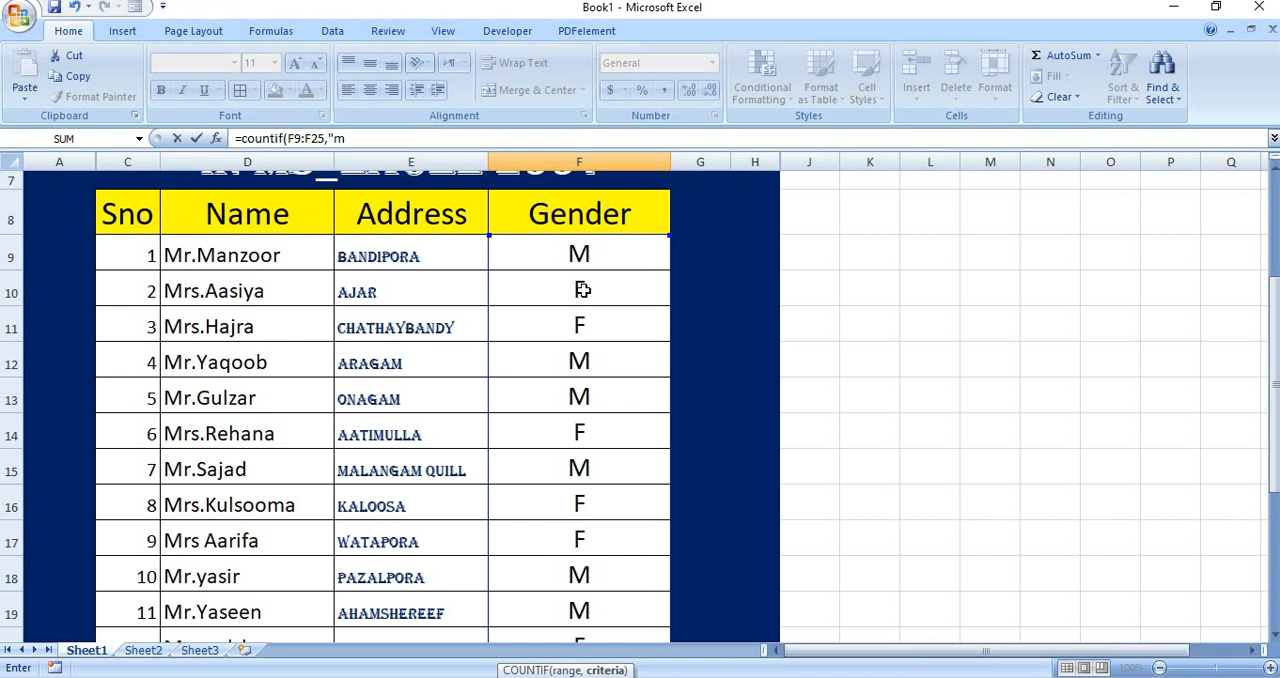 Book1 - Microsoft Excel
Home Insert Page Layout Formulas Data Review View Developer PDFelement
Paste
Cut
Copy
Format Painter
Clipboard
11
B I U
Font
Wrap Text
Merge & Center
Alignment
General
$ % ,
Number
Conditional Formatting
Format as Table
Cell Styles
Styles
Insert Delete Format
Cells
Σ AutoSum
Fill
Clear
Sort & Filter
Find & Select
Editing
SUM =countif(F9:F25,"m
A C D E F G H J K L M N O P Q
7
8 Sno Name Address Gender
9 1 Mr.Manzoor BANDIPORA M
10 2 Mrs.Aasiya AJAR
11 3 Mrs.Hajra CHATHAYBANDY F
12 4 Mr.Yaqoob ARAGAM M
13 5 Mr.Gulzar ONAGAM M
14 6 Mrs.Rehana AATIMULLA F
15 7 Mr.Sajad MALANGAM QUILL M
16 8 Mrs.Kulsooma KALOOSA F
17 9 Mrs Aarifa WATAPORA F
18 10 Mr.yasir PAZALPORA M
19 11 Mr.Yaseen AHAMSHEREEF M
Sheet1 Sheet2 Sheet3
Enter COUNTIF(range, criteria) 100%